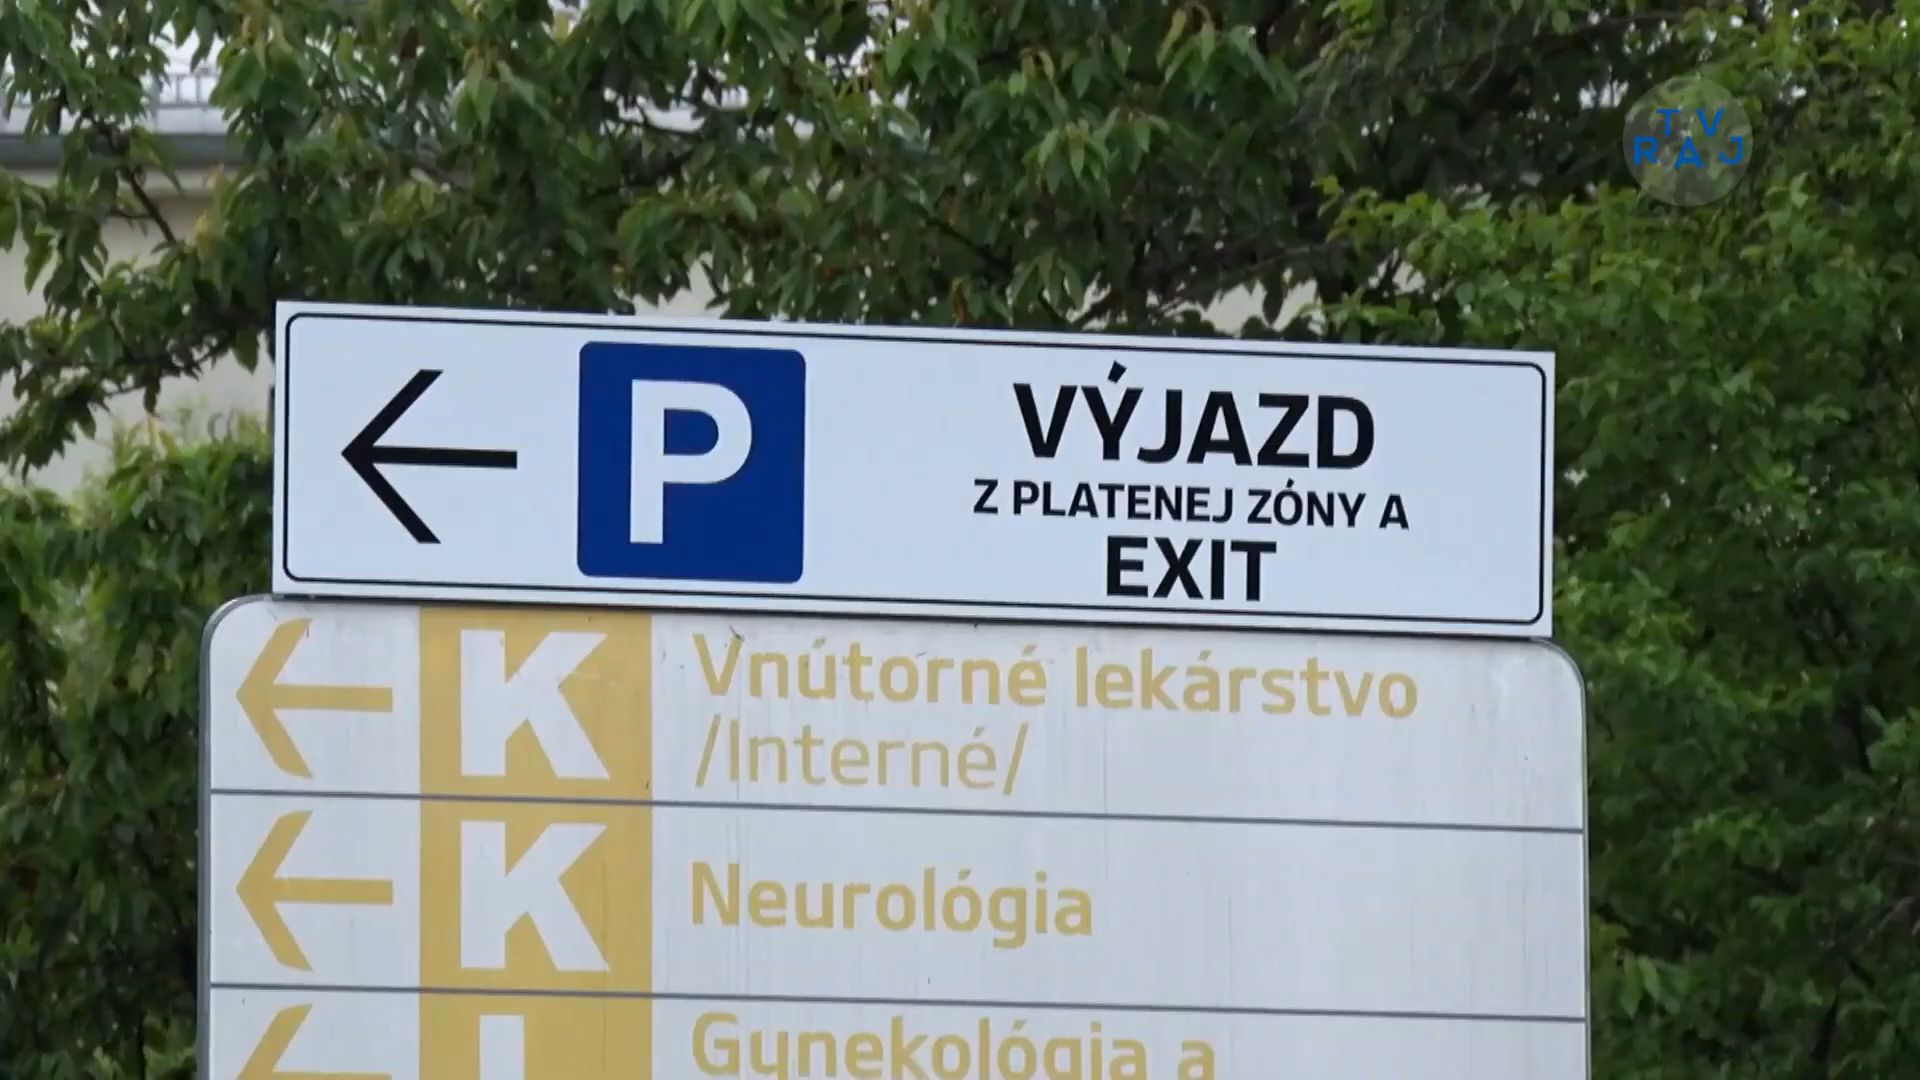 TV
RAJ
P
VÝJAZD
Z PLATENEJ ZÓNY A
EXIT
K
Vnútorné lekárstvo
/Interné/
K
Neurológia
Gynekológia a